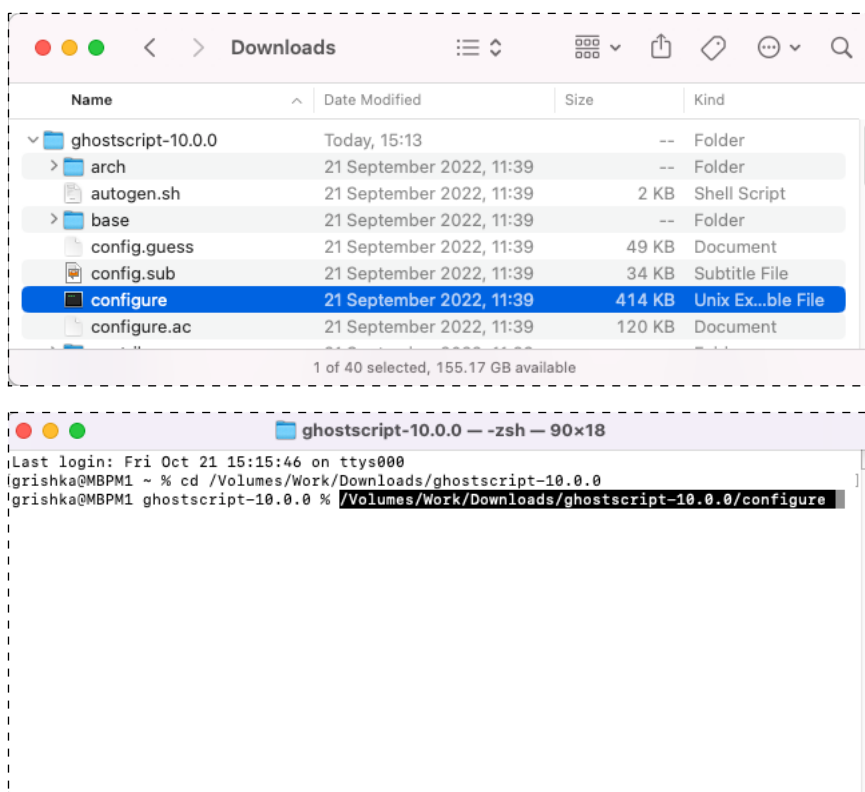 Downloads
Name Date Modified Size Kind
ghostscript-10.0.0 Today, 15:13 -- Folder
arch 21 September 2022, 11:39 -- Folder
autogen.sh 21 September 2022, 11:39 2 KB Shell Script
base 21 September 2022, 11:39 -- Folder
config.guess 21 September 2022, 11:39 49 KB Document
config.sub 21 September 2022, 11:39 34 KB Subtitle File
configure 21 September 2022, 11:39 414 KB Unix Ex...ble File
configure.ac 21 September 2022, 11:39 120 KB Document
1 of 40 selected, 155.17 GB available
ghostscript-10.0.0 — -zsh — 90×18
Last login: Fri Oct 21 15:15:46 on ttys000
grishka@MBPM1 ~ % cd /Volumes/Work/Downloads/ghostscript-10.0.0
grishka@MBPM1 ghostscript-10.0.0 % /Volumes/Work/Downloads/ghostscript-10.0.0/configure